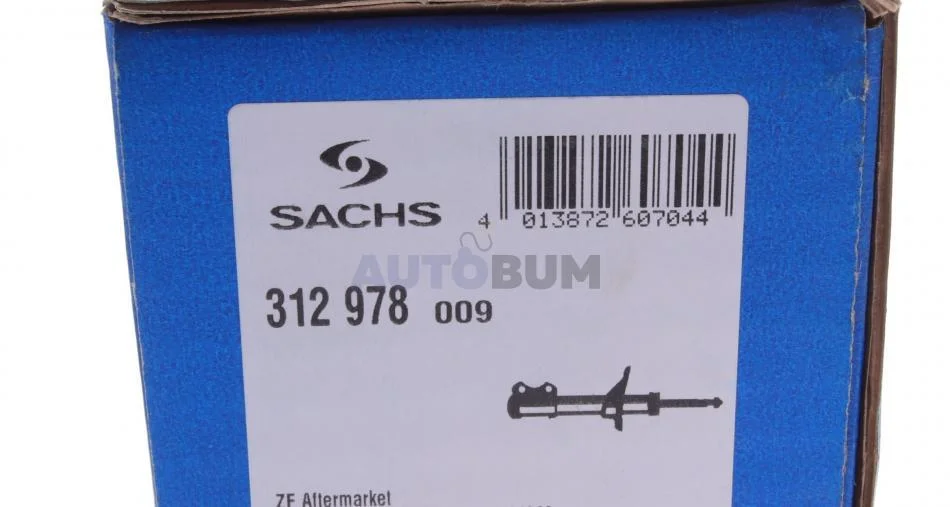 SACHS
4 013872 607044
AUTOBUM
312 978 009
ZF Aftermarket